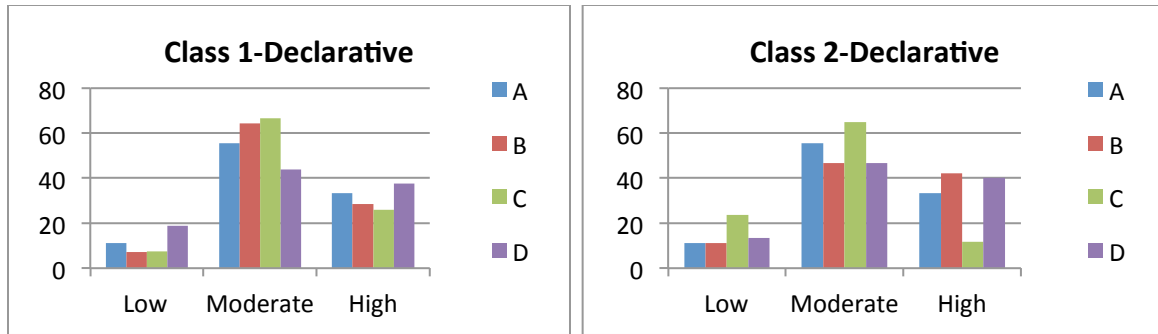 Class 1-Declarative
80
60
40
20
0
Low Moderate High
A
B
C
D
Class 2-Declarative
80
60
40
20
0
Low Moderate High
A
B
C
D